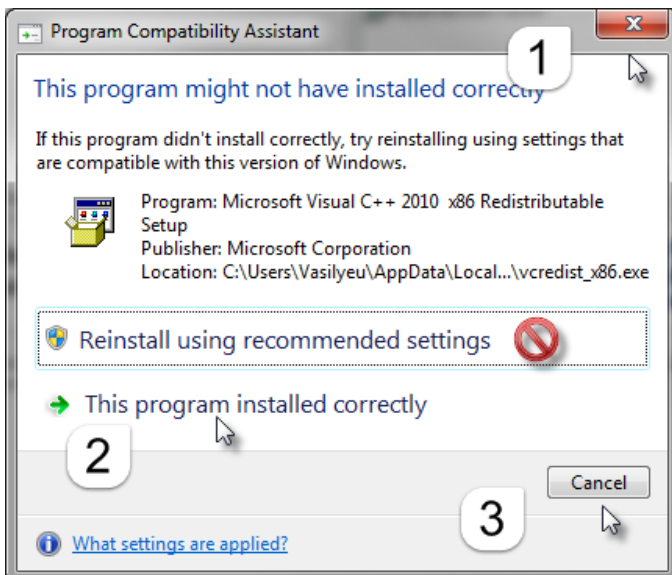 Program Compatibility Assistant
1
This program might not have installed correctly
If this program didn't install correctly, try reinstalling using settings that
are compatible with this version of Windows.
Program: Microsoft Visual C++ 2010 x86 Redistributable
Setup
Publisher: Microsoft Corporation
Location: C:\Users\Vasilyeu\AppData\Local...\vcredist_x86.exe
Reinstall using recommended settings
This program installed correctly
2
Cancel
3
What settings are applied?